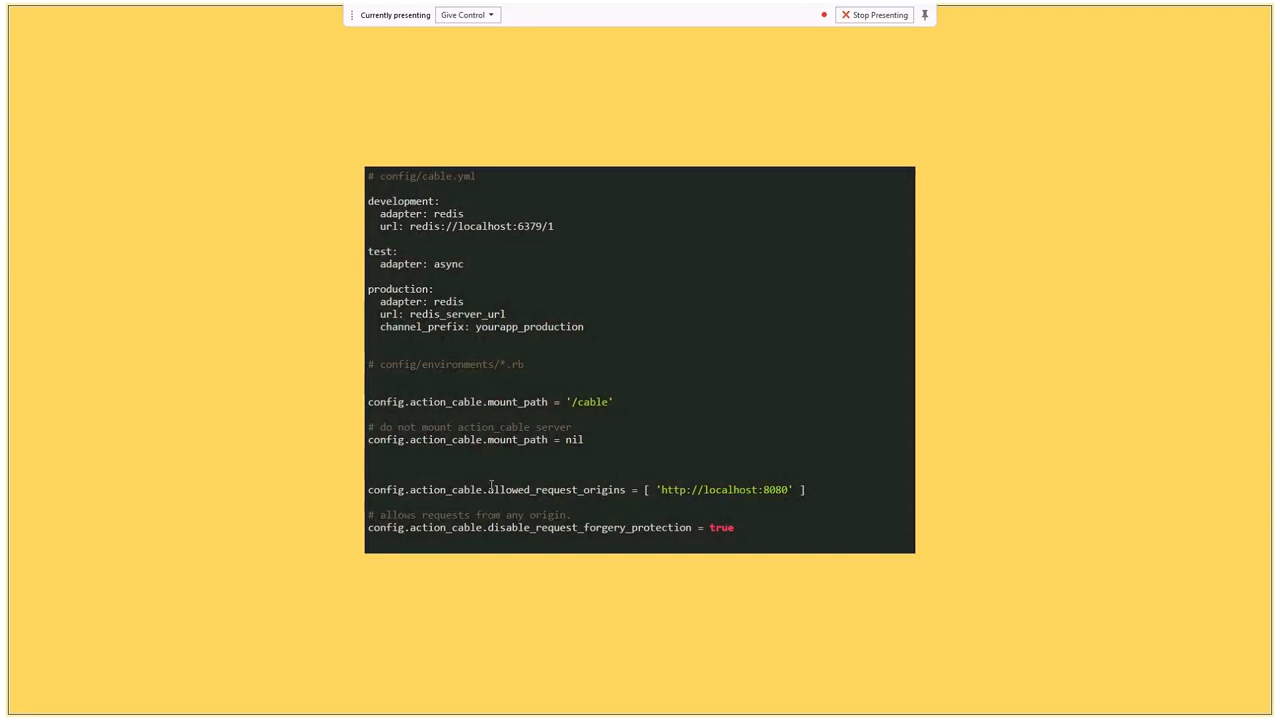 Currently presenting
Give Control
Stop Presenting
# config/cable.yml
development:
  adapter: redis
  url: redis://localhost:6379/1
test:
  adapter: async
production:
  adapter: redis
  url: redis_server_url
  channel_prefix: yourapp_production
# config/environments/*.rb
config.action_cable.mount_path = '/cable'
# do not mount action_cable server
config.action_cable.mount_path = nil
config.action_cable.allowed_request_origins = [ 'http://localhost:8080' ]
# allows requests from any origin.
config.action_cable.disable_request_forgery_protection = true